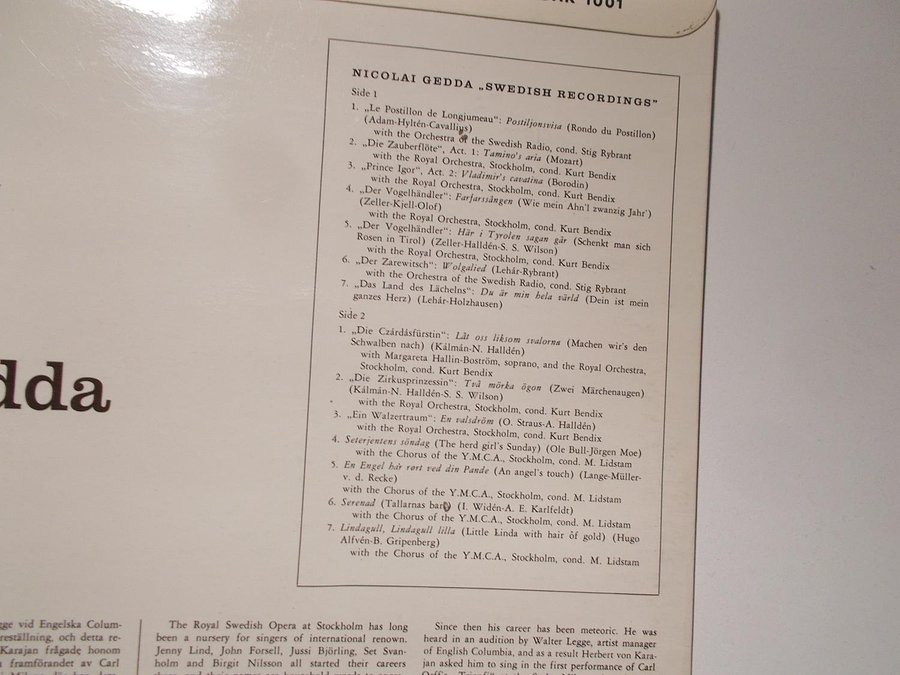 1001
NICOLAI GEDDA „SWEDISH RECORDINGS"
Side 1
1. „Le Postillon de Longjumeau": Postiljonsvisa (Rondo du Postillon)
(Adam-Hyltén-Cavallius)
with the Orchestra of the Swedish Radio, cond. Stig Rybrant
2. „Die Zauberflöte", Act. 1: Tamino's aria (Mozart)
with the Royal Orchestra, Stockholm, cond. Kurt Bendix
3. „Prince Igor", Act. 2: Vladimir's cavatina (Borodin)
with the Royal Orchestra, Stockholm, cond. Kurt Bendix
4. „Der Vogelhändler": Farfarssången (Wie mein Ahn'l zwanzig Jahr')
(Zeller-Kjell-Olof)
with the Royal Orchestra, Stockholm, cond. Kurt Bendix
5. „Der Vogelhändler": Här i Tyrolen sagan går (Schenkt man sich
Rosen in Tirol) (Zeller-Halldén-S. S. Wilson)
with the Royal Orchestra, Stockholm, cond. Kurt Bendix
6. „Der Zarewitsch": Wolgalied (Lehár-Rybrant)
with the Orchestra of the Swedish Radio, cond. Stig Rybrant
7. „Das Land des Lächelns": Du är min hela värld (Dein ist mein
ganzes Herz) (Lehár-Holzhausen)
Side 2
1. „Die Czárdásfürstin": Låt oss liksom svalorna (Machen wir's den
Schwalben nach) (Kálmán-N. Halldén)
with Margareta Hallin-Boström, soprano, and the Royal Orchestra,
Stockholm, cond. Kurt Bendix
2. „Die Zirkusprinzessin": Två mörka ögon (Zwei Märchenaugen)
(Kálmán-N. Halldén-S. S. Wilson)
with the Royal Orchestra, Stockholm, cond. Kurt Bendix
3. „Ein Walzertraum": En valsdröm (O. Straus-A. Halldén)
with the Royal Orchestra, Stockholm, cond. Kurt Bendix
4. Seterjentens söndag (The herd girl's Sunday) (Ole Bull-Jörgen Moe)
with the Chorus of the Y.M.C.A., Stockholm, cond. M. Lidstam
5. En Engel har rört ved din Pande (An angel's touch) (Lange-Müller-
v. d. Recke)
with the Chorus of the Y.M.C.A., Stockholm, cond. M. Lidstam
6. Serenad (Tallarnas barr) (I. Widén-A. E. Karlfeldt)
with the Chorus of the Y.M.C.A., Stockholm, cond. M. Lidstam
7. Lindagull, Lindagull lilla (Little Linda with hair of gold) (Hugo
Alfvén-B. Gripenberg)
with the Chorus of the Y.M.C.A., Stockholm, cond. M. Lidstam
dda
gge vid Engelska Colum-
reställning, och detta re-
Karajan frågade honom
framförandet av Carl
The Royal Swedish Opera at Stockholm has long
been a nursery for singers of international renown.
Jenny Lind, John Forsell, Jussi Björling, Set Svan-
holm and Birgit Nilsson all started their careers
Since then his career has been meteoric. He was
heard in an audition by Walter Legge, artist manager
of English Columbia, and as a result Herbert von Kara-
jan asked him to sing in the first performance of Carl